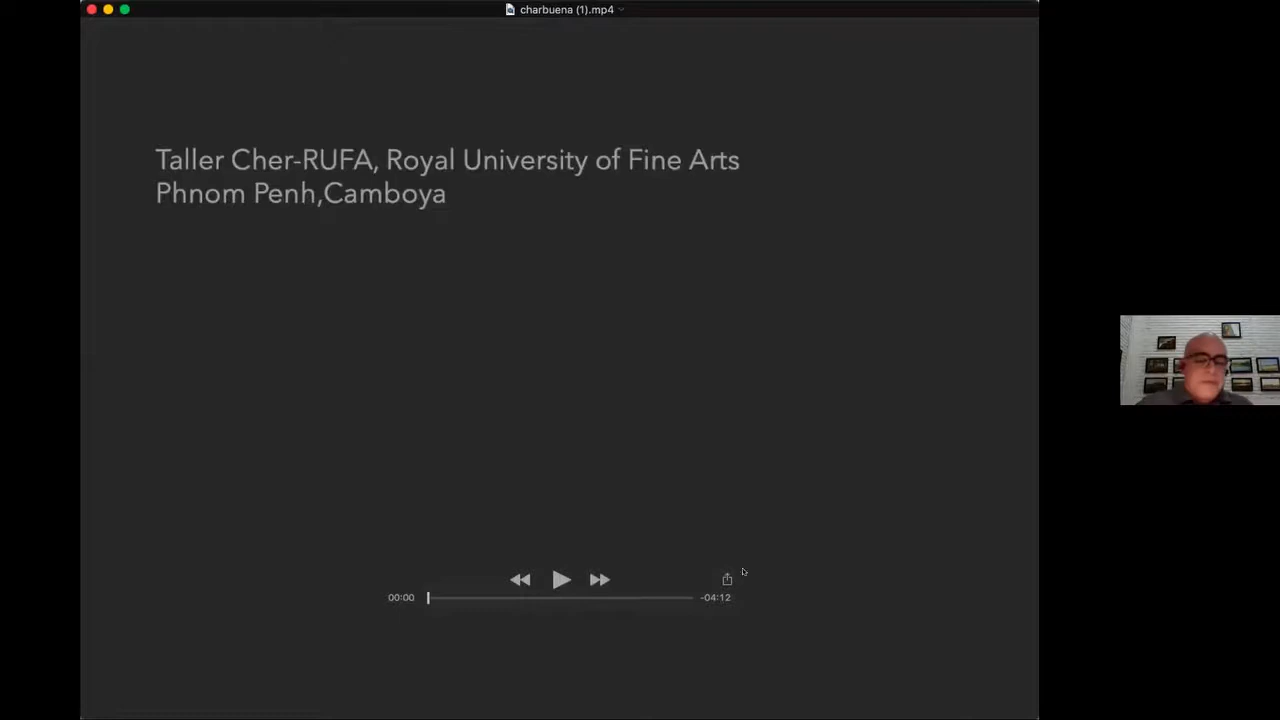 charbuena (1).mp4
Taller Cher-RUFA, Royal University of Fine Arts
Phnom Penh,Camboya
00:00
-04:12